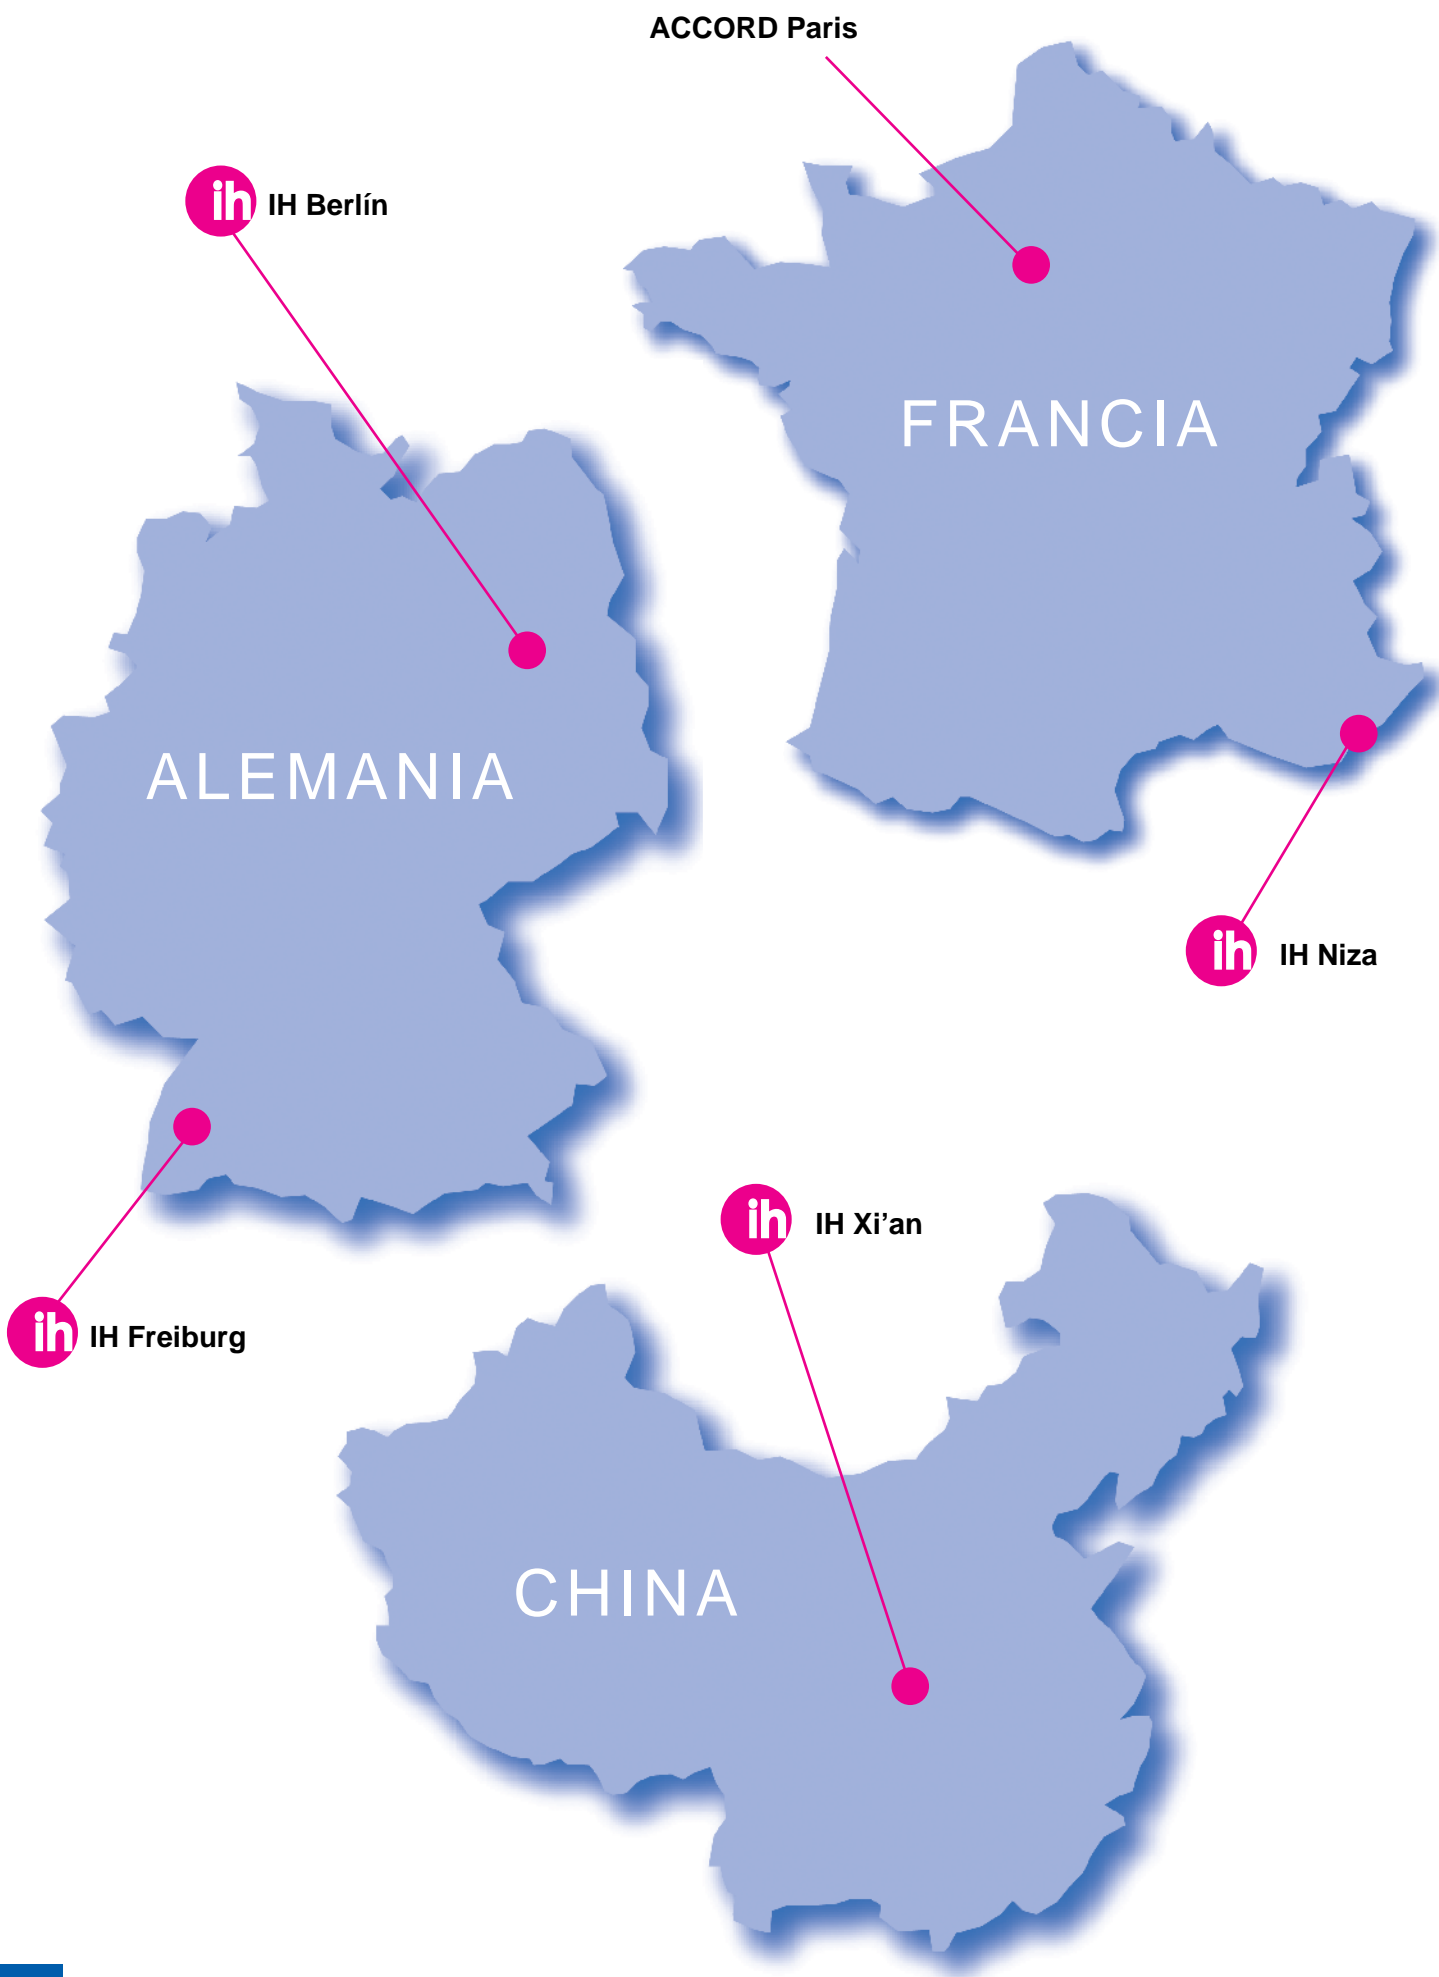 ACCORD Paris
ih IH Berlín
FRANCIA
ALEMANIA
ih IH Niza
ih IH Xi’an
ih IH Freiburg
CHINA